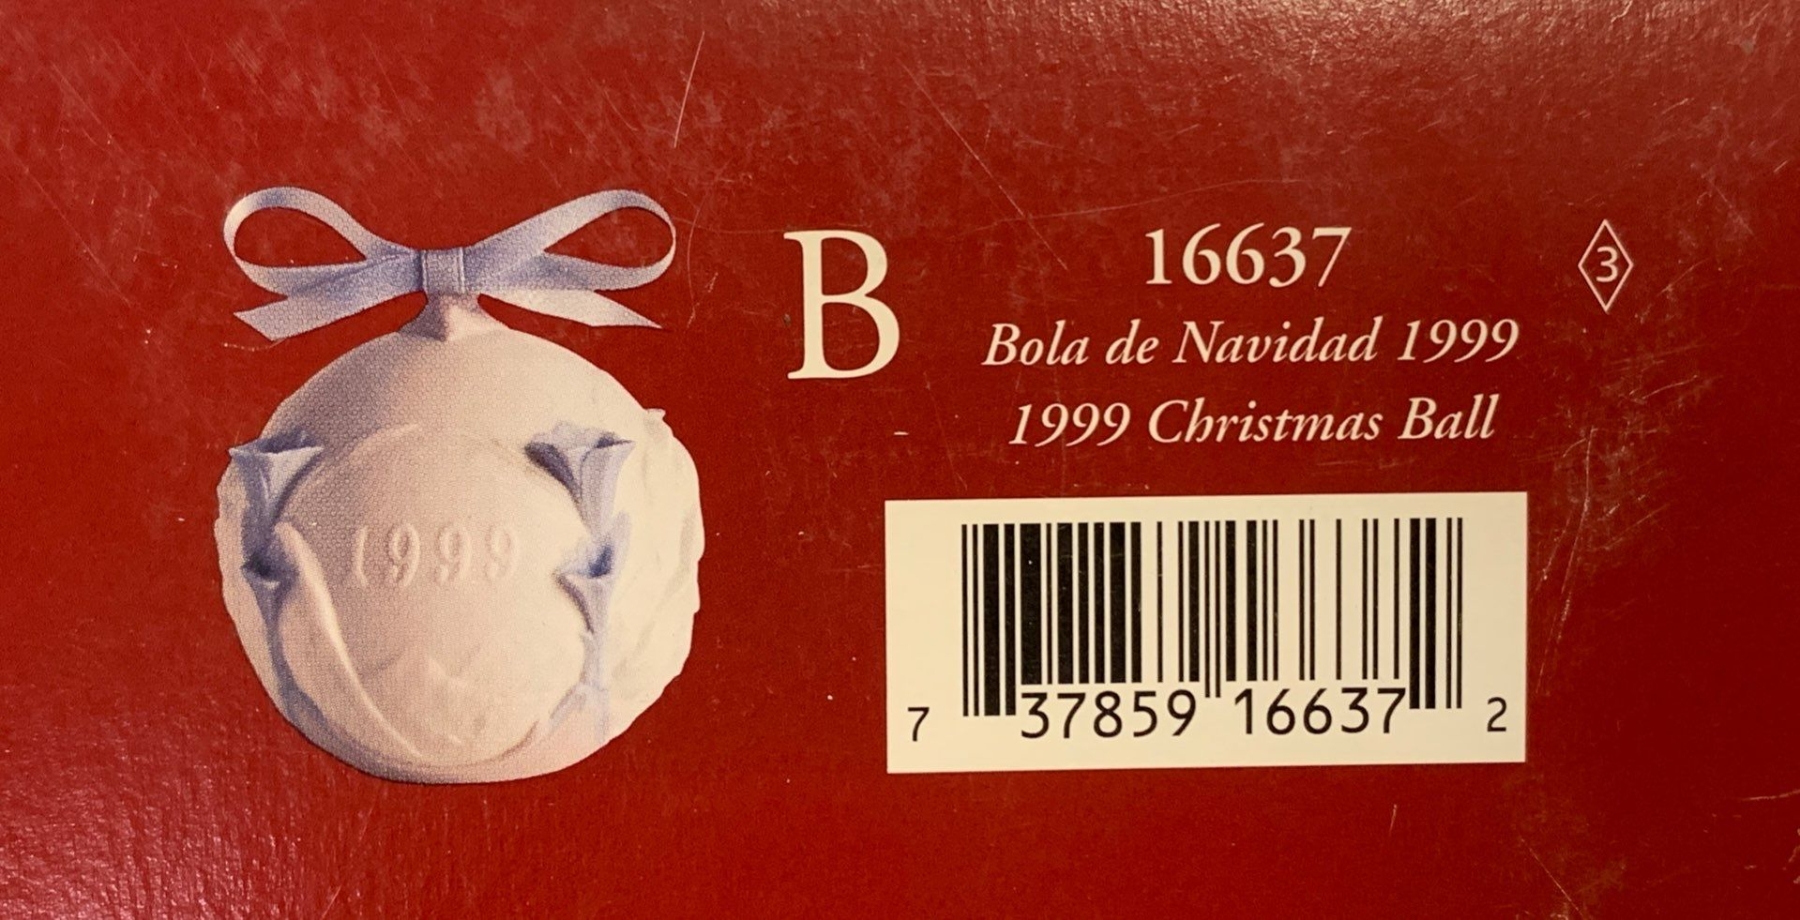 B
16637
3
Bola de Navidad 1999
1999 Christmas Ball
1999
7 37859 16637 2